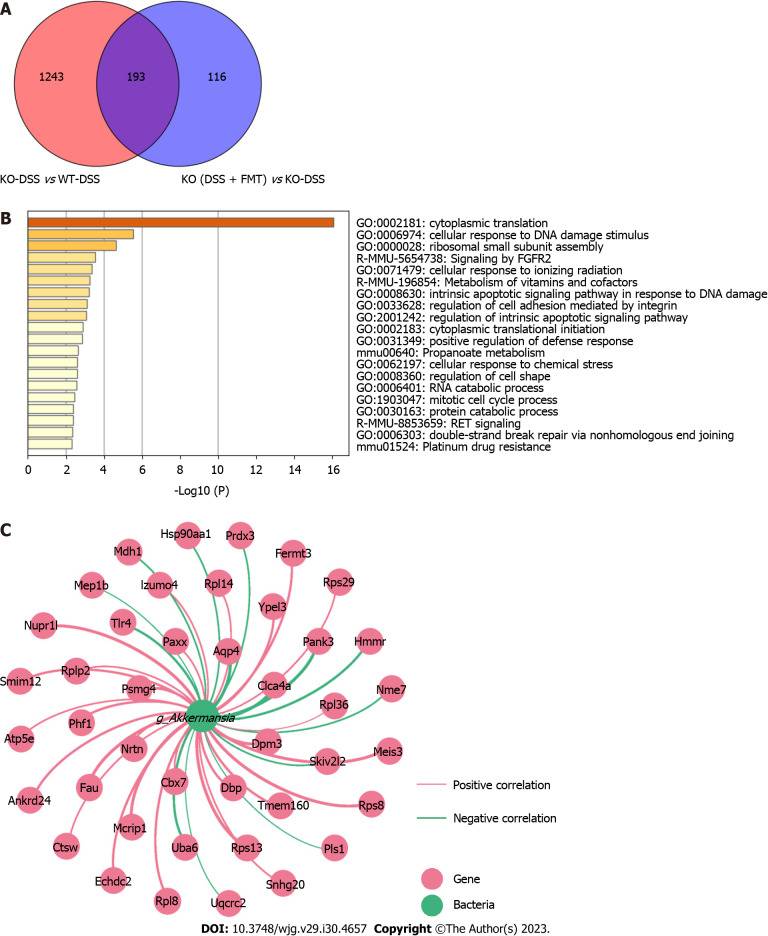 A
1243
193
116
KO-DSS vs WT-DSS
KO (DSS + FMT) vs KO-DSS
B
GO:0002181: cytoplasmic translation
GO:0006974: cellular response to DNA damage stimulus
GO:0000028: ribosomal small subunit assembly
R-MMU-5654738: Signaling by FGFR2
GO:0071479: cellular response to ionizing radiation
R-MMU-196854: Metabolism of vitamins and cofactors
GO:0008630: intrinsic apoptotic signaling pathway in response to DNA damage
GO:0033628: regulation of cell adhesion mediated by integrin
GO:2001242: regulation of intrinsic apoptotic signaling pathway
GO:0002183: cytoplasmic translational initiation
GO:0031349: positive regulation of defense response
mmu00640: Propanoate metabolism
GO:0062197: cellular response to chemical stress
GO:0008360: regulation of cell shape
GO:0006401: RNA catabolic process
GO:1903047: mitotic cell cycle process
GO:0030163: protein catabolic process
R-MMU-8853659: RET signaling
GO:0006303: double-strand break repair via nonhomologous end joining
mmu01524: Platinum drug resistance
0 2 4 6 8 10 12 14 16
-Log10 (P)
C
Hsp90aa1
Prdx3
Mdh1
Fermt3
Mep1b
Izumo4
Rpl14
Rps29
Ypel3
Nupr1l
Tlr4
Paxx
Aqp4
Pank3
Hmmr
Smim12
Rplp2
Psmg4
Clca4a
Nme7
Rpl36
g_Akkermansia
Atp5e
Phf1
Nrtn
Dpm3
Skiv2l2
Meis3
Ankrd24
Fau
Cbx7
Dbp
Tmem160
Rps8
Ctsw
Mcrip1
Uba6
Rps13
Pls1
Echdc2
Snhg20
Rpl8
Uqcrc2
Positive correlation
Negative correlation
Gene
Bacteria
DOI: 10.3748/wjg.v29.i30.4657 Copyright ©The Author(s) 2023.